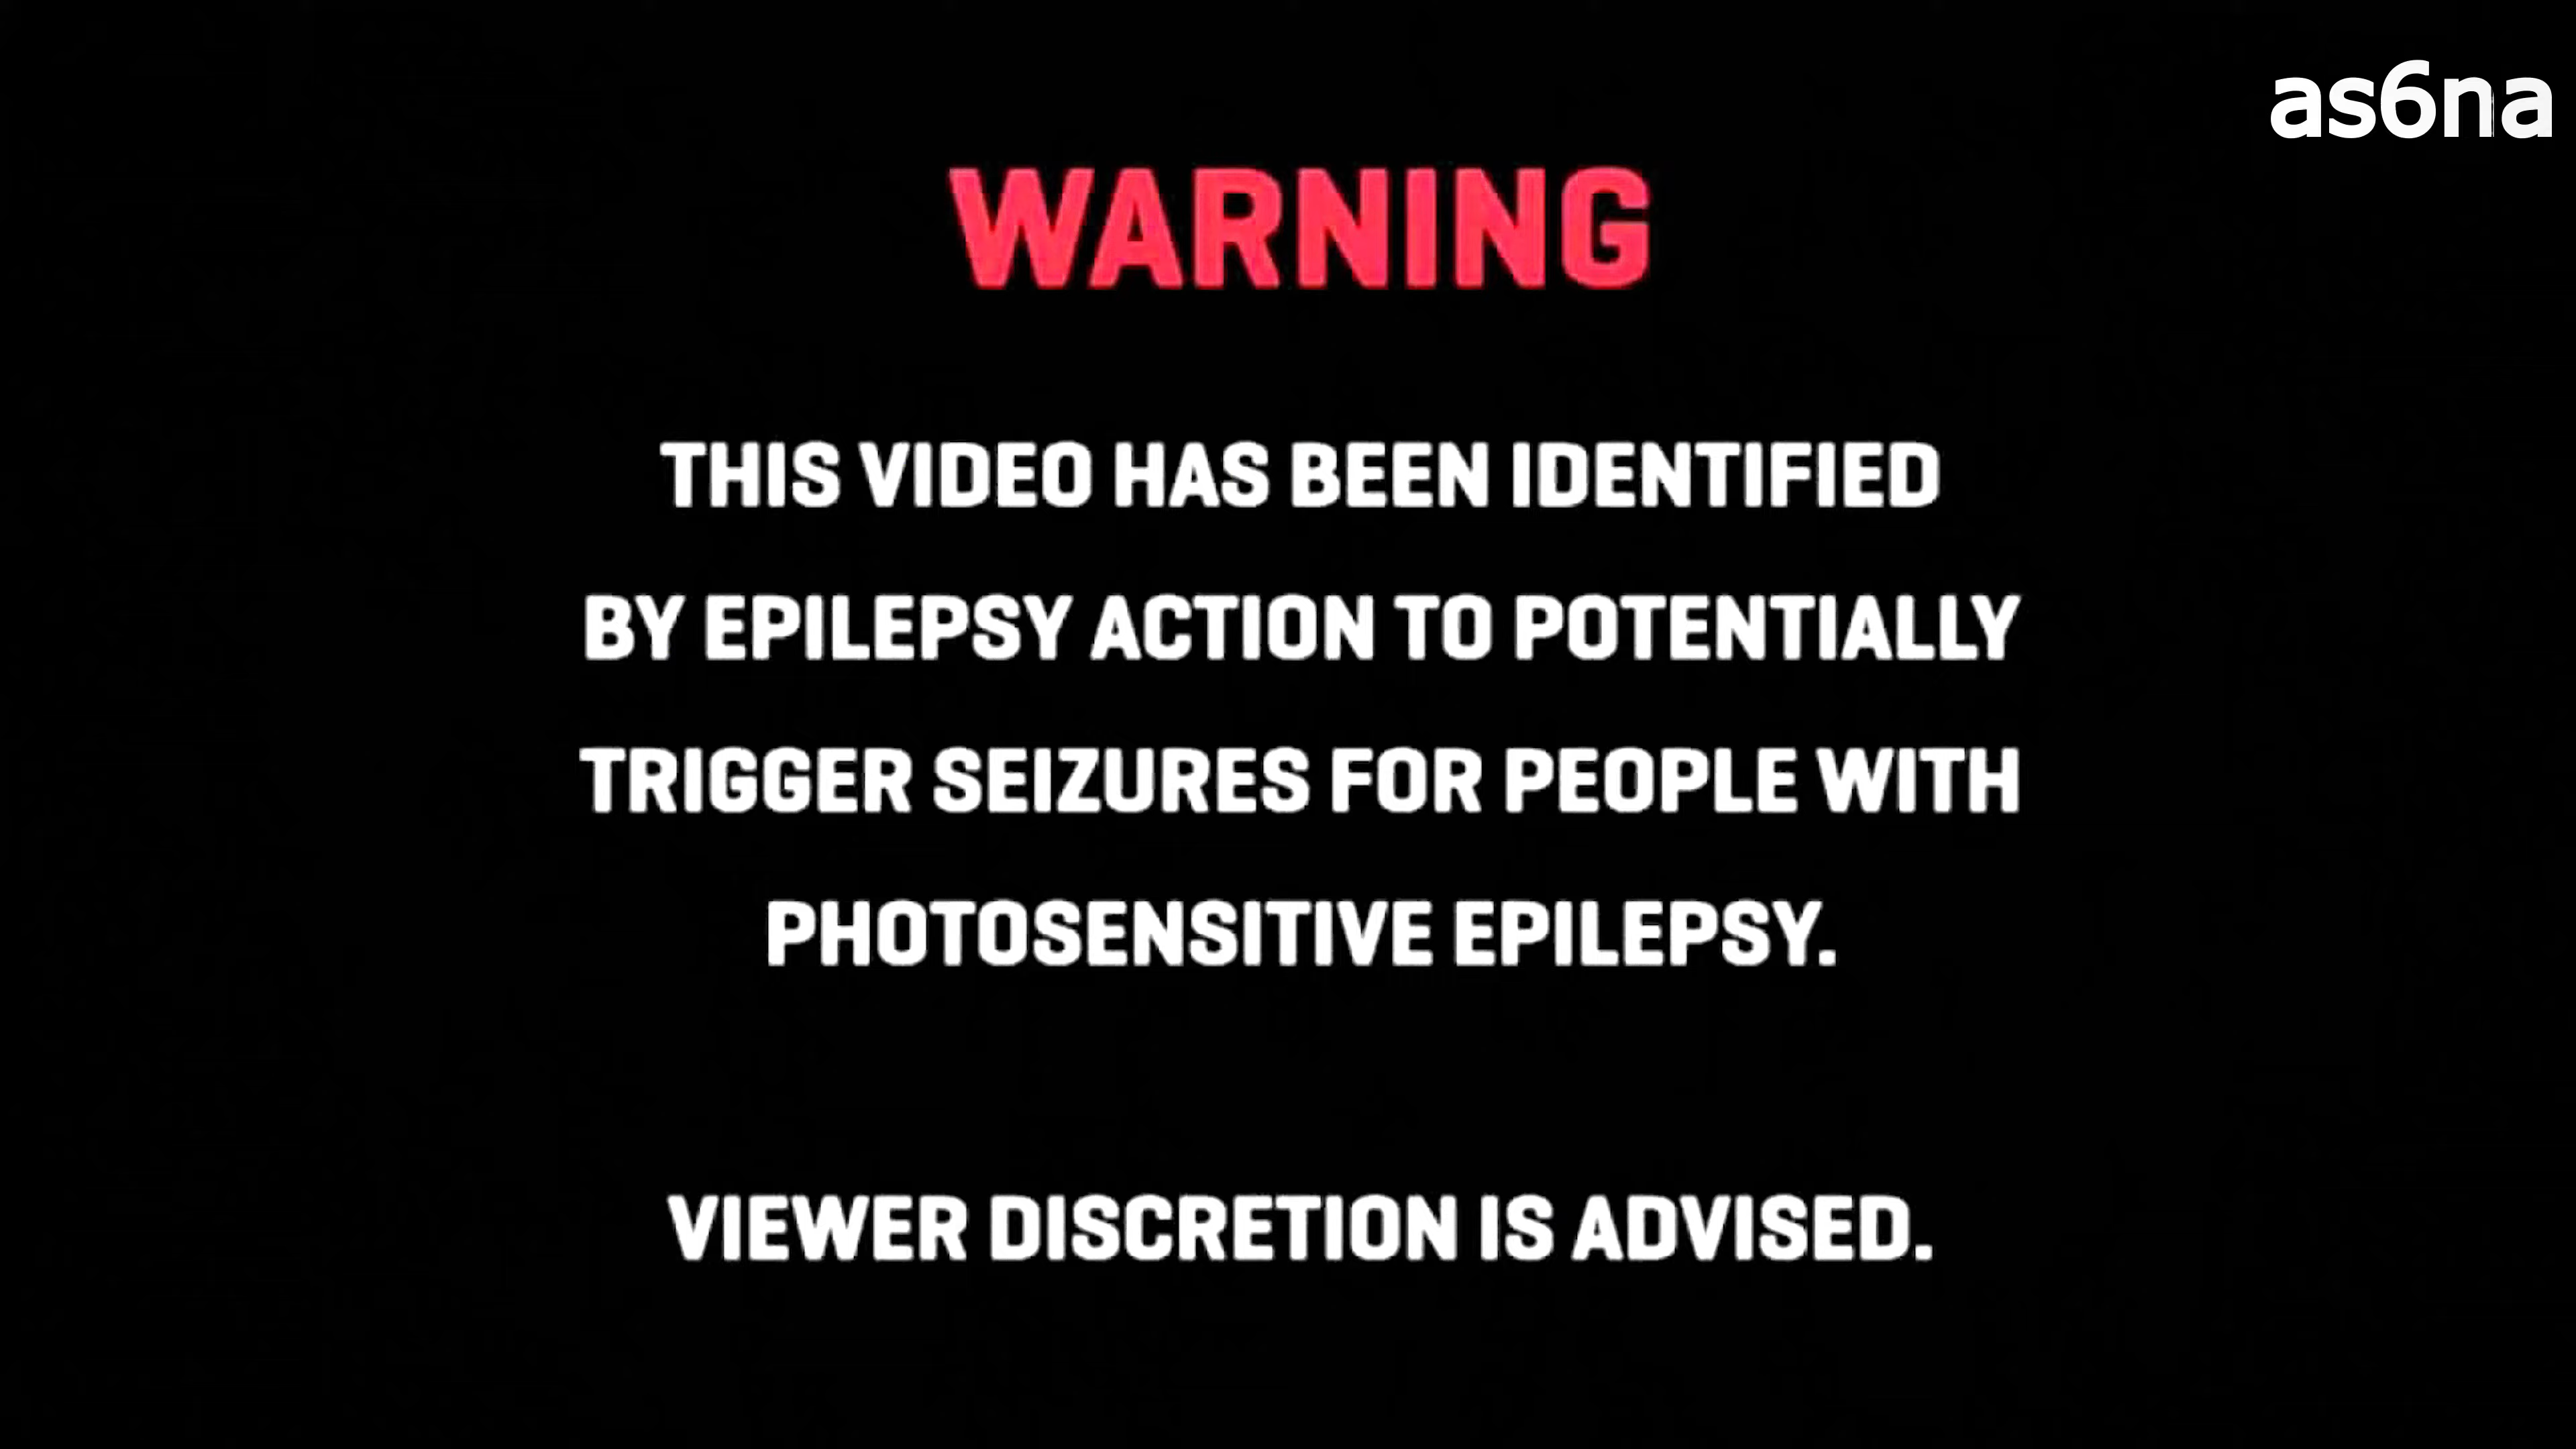 as6na
WARNING
THIS VIDEO HAS BEEN IDENTIFIED
BY EPILEPSY ACTION TO POTENTIALLY
TRIGGER SEIZURES FOR PEOPLE WITH
PHOTOSENSITIVE EPILEPSY.
VIEWER DISCRETION IS ADVISED.